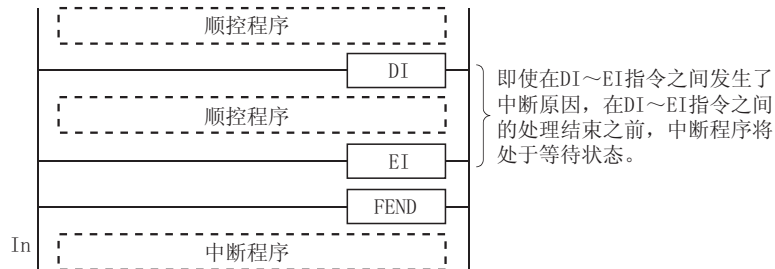 顺控程序
DI
顺控程序
EI
FEND
In
中断程序
即使在DI～EI指令之间发生了
中断原因，在DI～EI指令之间
的处理结束之前，中断程序将
处于等待状态。